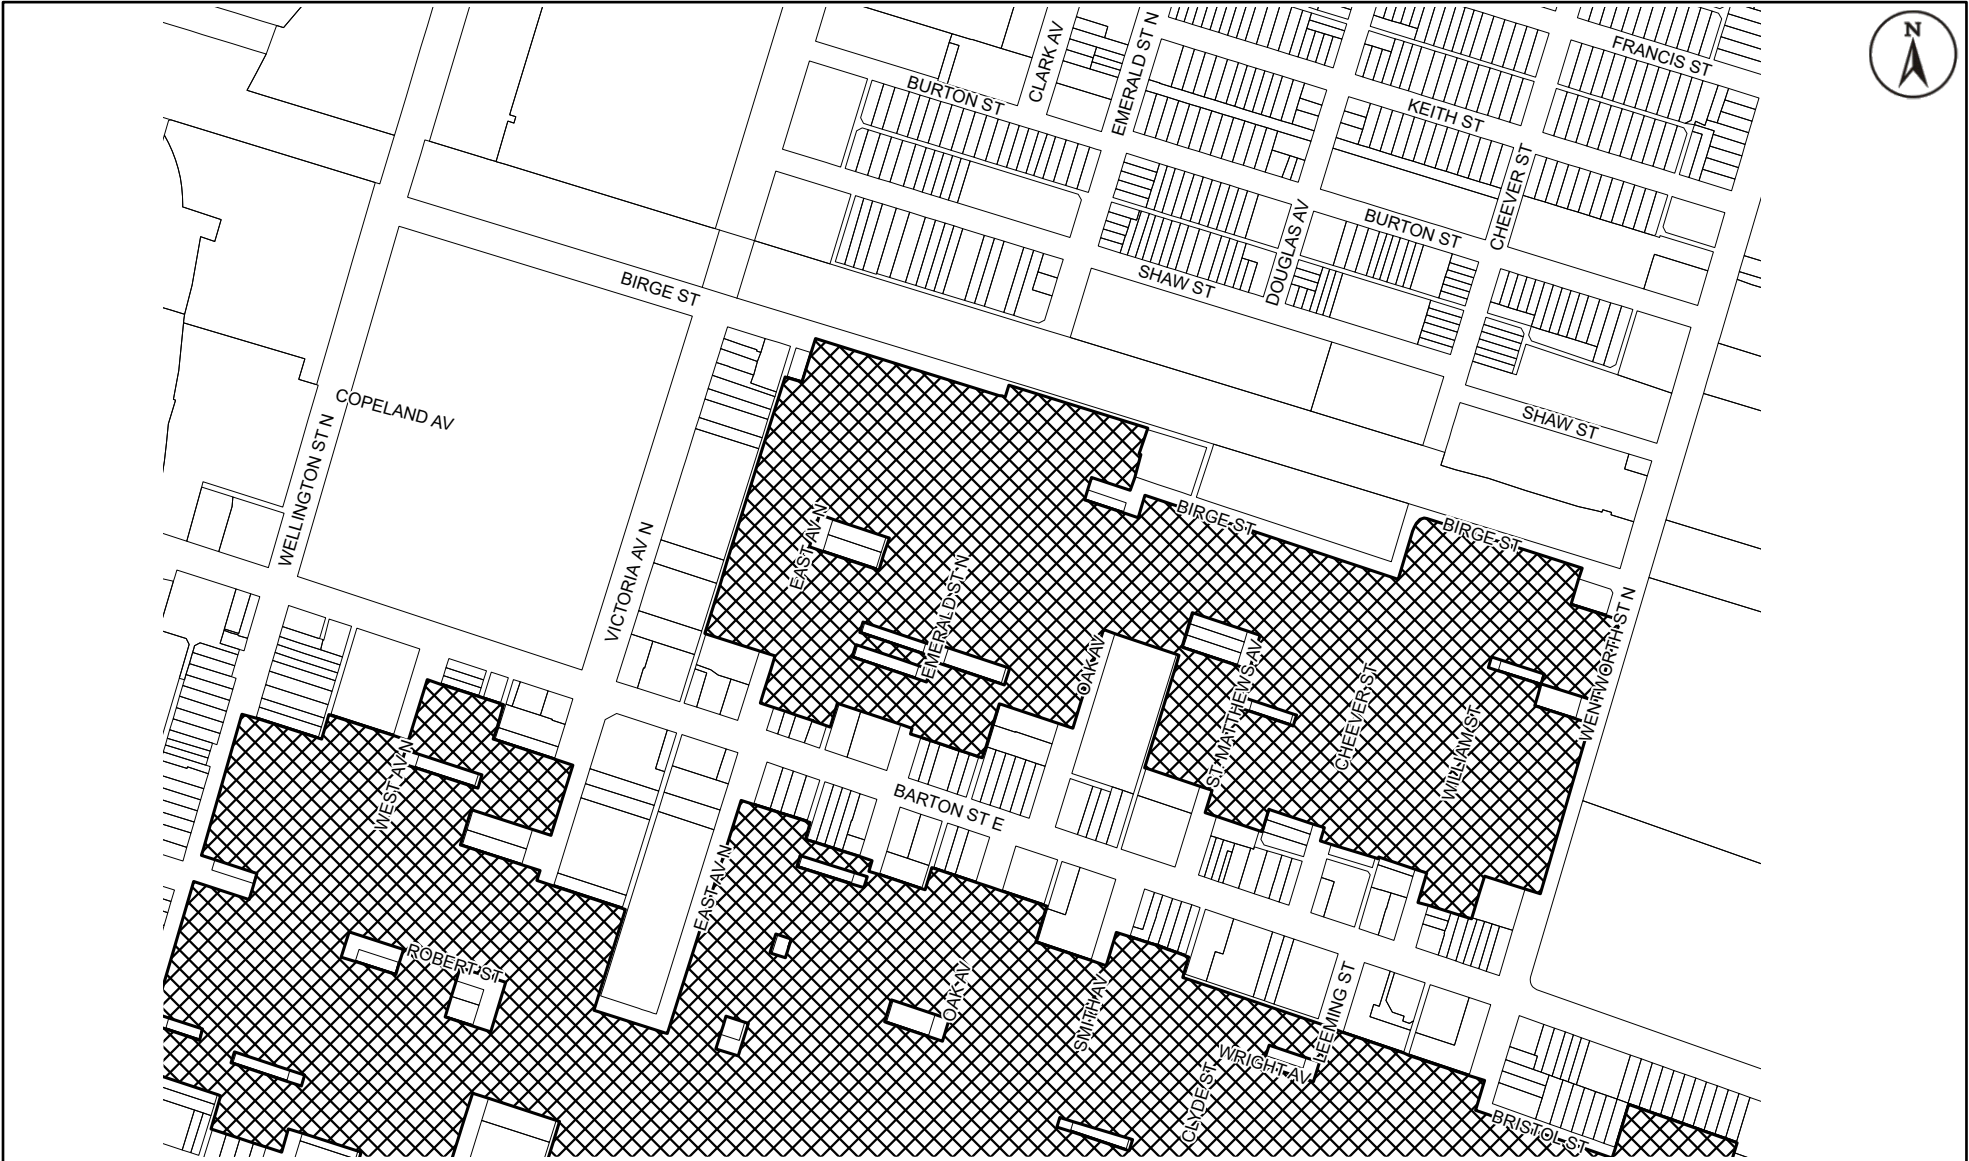 N
CLARK AV
EMERALD ST N
FRANCIS ST
BURTON ST
KEITH ST
CHEEVER ST
DOUGLAS AV
BURTON ST
SHAW ST
BIRGE ST
COPELAND AV
SHAW ST
WELLINGTON ST N
VICTORIA AV N
EAST AV N
BIRGE ST
BIRGE ST
EMERALD ST N
OAK AV
ST. MATTHEWS AV
CHEEVER ST
WENTWORTH ST N
WILLIAM ST
WEST AV N
BARTON ST E
EAST AV N
ROBERT ST
OAK AV
SMITH AV
LEEMING ST
WRIGHT AV
CLYDE ST
BRISTOL ST